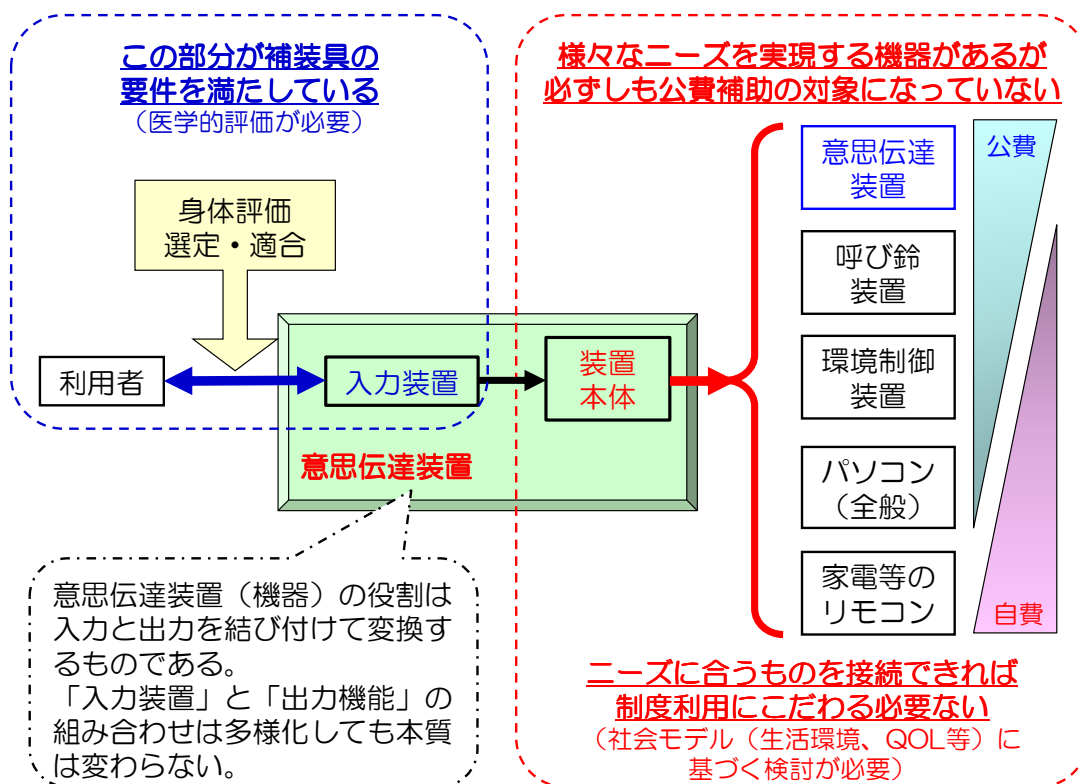 この部分が補装具の
要件を満たしている
（医学的評価が必要）
身体評価
選定・適合
利用者
入力装置
装置
本体
意思伝達装置
意思伝達装置（機器）の役割は
入力と出力を結び付けて変換す
るものである。
「入力装置」と「出力機能」の
組み合わせは多様化しても本質
は変わらない。
様々なニーズを実現する機器があるが
必ずしも公費補助の対象になっていない
意思伝達
装置
呼び鈴
装置
環境制御
装置
パソコン
（全般）
家電等の
リモコン
公費
自費
ニーズに合うものを接続できれば
制度利用にこだわる必要ない
（社会モデル（生活環境、QOL等）に
基づく検討が必要）